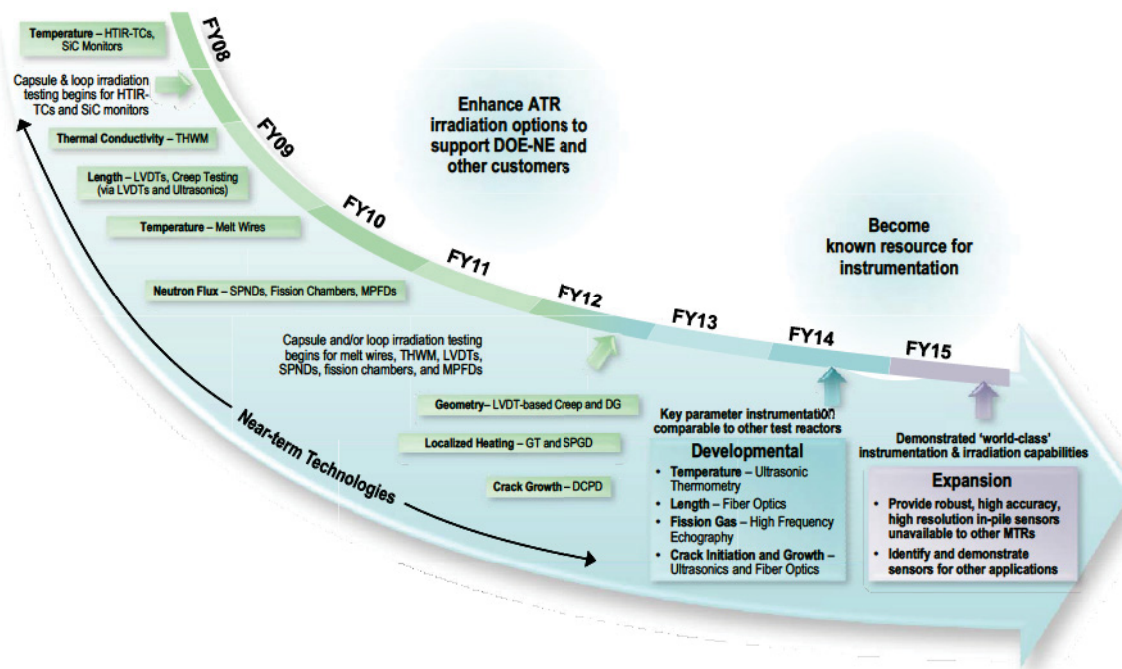 Temperature – HTIR-TCs,
SiC Monitors
Capsule & loop irradiation
testing begins for HTIR-
TCs and SiC monitors
Thermal Conductivity – THWM
Length – LVDTs, Creep Testing
(via LVDTs and Ultrasonics)
Temperature – Melt Wires
Neutron Flux – SPNDs, Fission Chambers, MPFDs
Capsule and/or loop irradiation testing
begins for melt wires, THWM, LVDTs,
SPNDs, fission chambers, and MPFDs
Geometry– LVDT-based Creep and DG
Localized Heating – GT and SPGD
Crack Growth – DCPD
Near-term Technologies
FY08
FY09
FY10
FY11
FY12
FY13
FY14
FY15
Enhance ATR
irradiation options to
support DOE-NE and
other customers
Become
known resource for
instrumentation
Key parameter instrumentation
comparable to other test reactors
Developmental
• Temperature – Ultrasonic
Thermometry
• Length – Fiber Optics
• Fission Gas – High Frequency
Echography
• Crack Initiation and Growth –
Ultrasonics and Fiber Optics
Demonstrated ‘world-class’
instrumentation & irradiation capabilities
Expansion
• Provide robust, high accuracy,
high resolution in-pile sensors
unavailable to other MTRs
• Identify and demonstrate
sensors for other applications